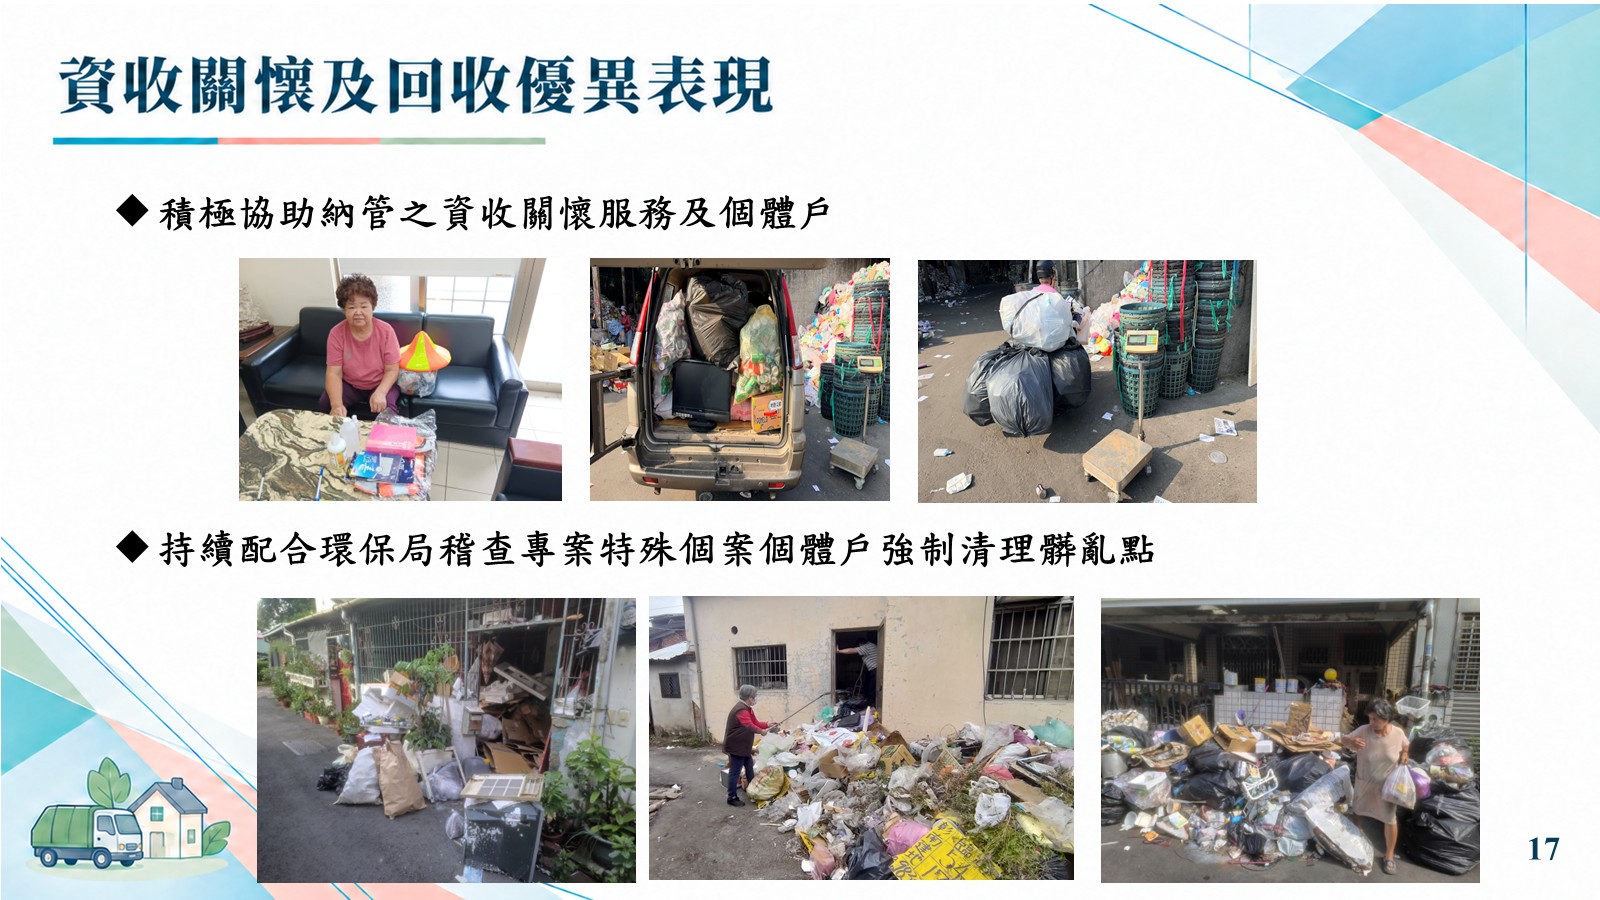 資收關懷及回收優異表現
◆積極協助納管之資收關懷服務及個體戶
◆持續配合環保局稽查專案特殊個案個體戶強制清理髒亂點
17